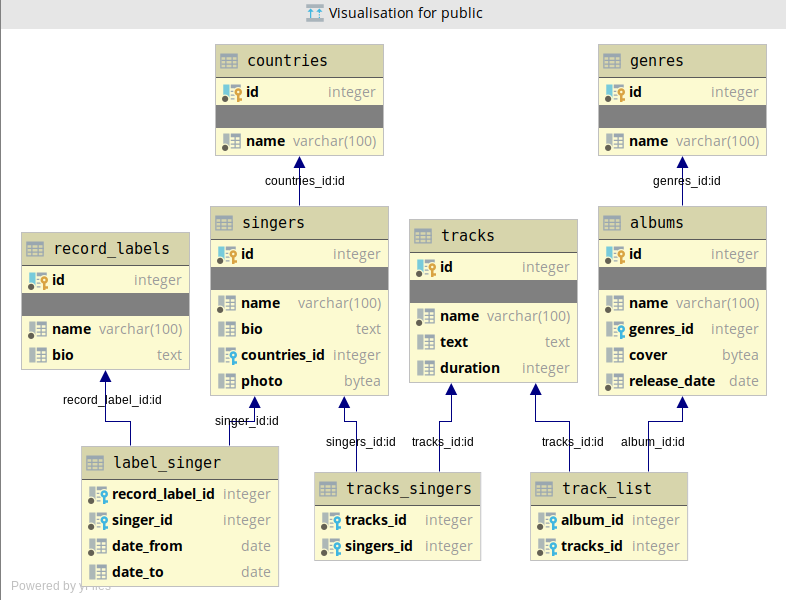 Visualisation for public
countries
id integer
name varchar(100)
genres
id integer
name varchar(100)
countries_id:id
genres_id:id
record_labels
id integer
name varchar(100)
bio text
singers
id integer
name varchar(100)
bio text
countries_id integer
photo bytea
tracks
id integer
name varchar(100)
text text
duration integer
albums
id integer
name varchar(100)
genres_id integer
cover bytea
release_date date
record_label_id:id
singer_id:id
singers_id:id
tracks_id:id
tracks_id:id
album_id:id
label_singer
record_label_id integer
singer_id integer
date_from date
date_to date
tracks_singers
tracks_id integer
singers_id integer
track_list
album_id integer
tracks_id integer
Powered by yFiles